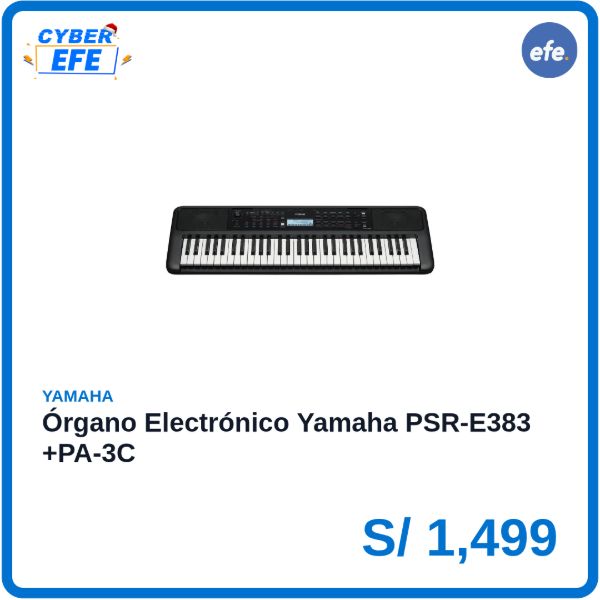 CYBER
EFE
efe.
YAMAHA
Órgano Electrónico Yamaha PSR-E383
+PA-3C
S/ 1,499